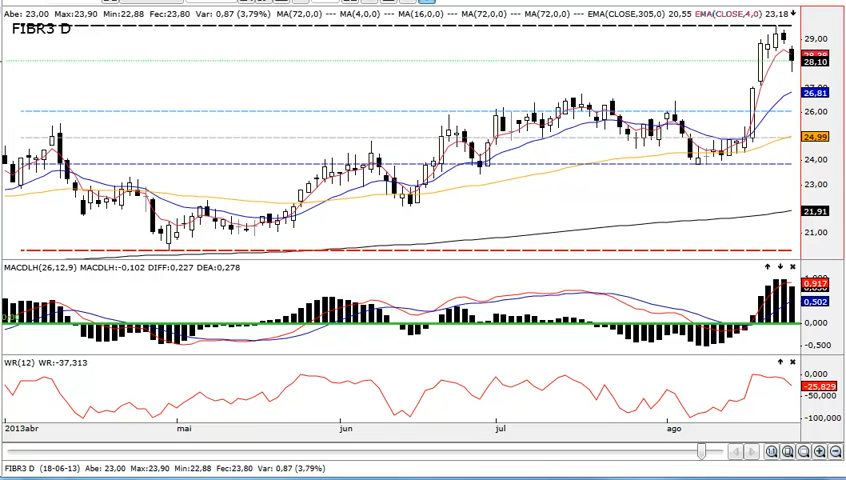 Abe: 23,00 Max:23,90 Min:22,88 Fec:23,80 Var: 0,87 (3,79%) MA(72,0,0) --- MA(4,0,0) --- MA(16,0,0) --- MA(72,0,0) --- MA(72,0,0) --- EMA(CLOSE,305,0) 20,55 EMA(CLOSE,4,0) 23,18
FIBR3 D
29,00
28,10
26,81
26,00
24,99
24,00
23,00
21,91
21,00
MACDLH(26,12,9) MACDLH:-0,102 DIFF:0,227 DEA:0,278
0,917
0,502
0,000
-0,500
WR(12) WR:-37,313
0,000
-25,829
-50,000
-100,000
2013abr mai jun jul ago
FIBR3 D (18-06-13) Abe: 23,00 Max:23,90 Min:22,88 Fec:23,80 Var: 0,87 (3,79%)